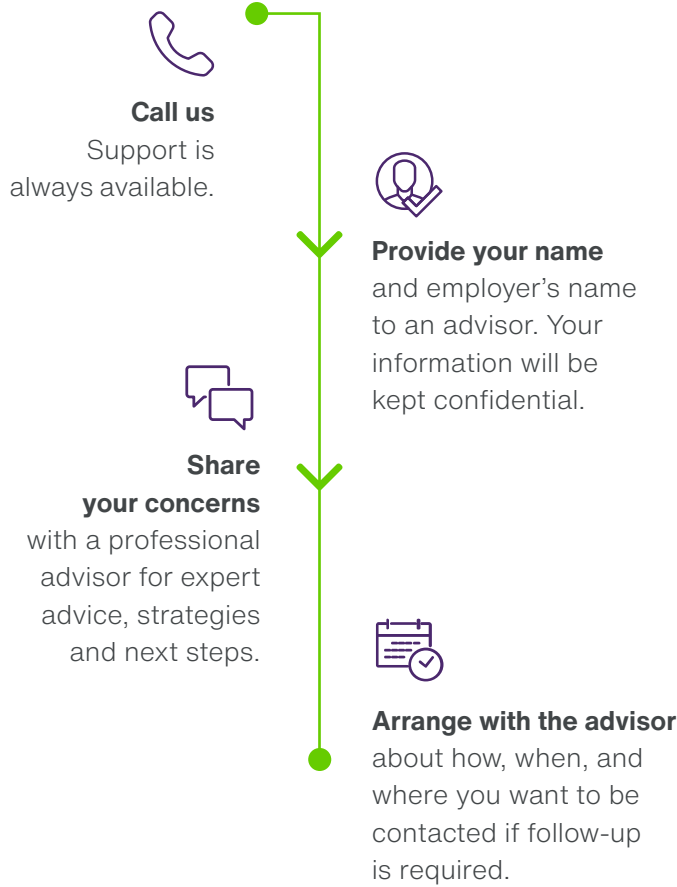 Call us
Support is
always available.
Provide your name
and employer’s name
to an advisor. Your
information will be
kept confidential.
Share
your concerns
with a professional
advisor for expert
advice, strategies
and next steps.
Arrange with the advisor
about how, when, and
where you want to be
contacted if follow-up
is required.